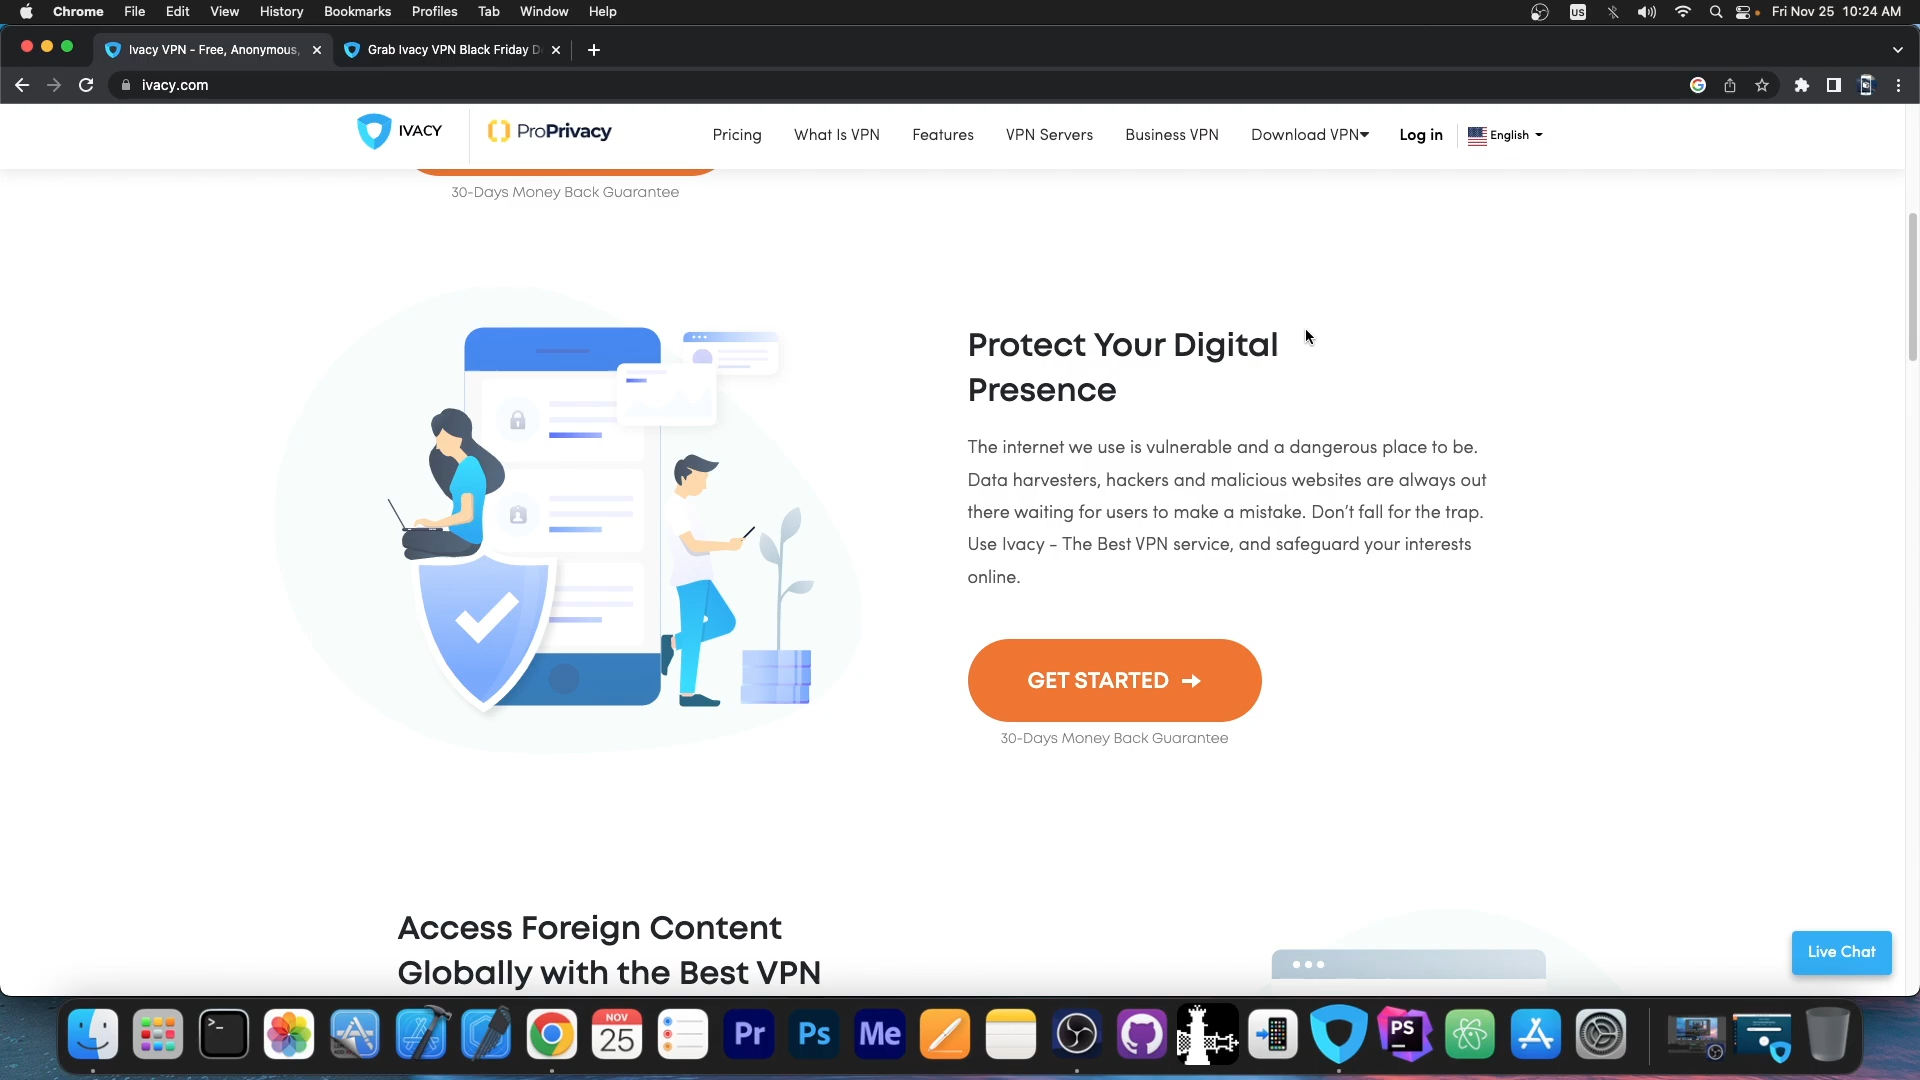 Chrome File Edit View History Bookmarks Profiles Tab Window Help US Fri Nov 25 10:24 AM
Ivacy VPN - Free, Anonymous, Grab Ivacy VPN Black Friday D
ivacy.com
IVACY ProPrivacy Pricing What Is VPN Features VPN Servers Business VPN Download VPN Log in English
30-Days Money Back Guarantee
Protect Your Digital
Presence
The internet we use is vulnerable and a dangerous place to be.
Data harvesters, hackers and malicious websites are always out
there waiting for users to make a mistake. Don't fall for the trap.
Use Ivacy - The Best VPN service, and safeguard your interests
online.
GET STARTED →
30-Days Money Back Guarantee
Access Foreign Content
Globally with the Best VPN
Live Chat
NOV
25
Pr Ps Me PS